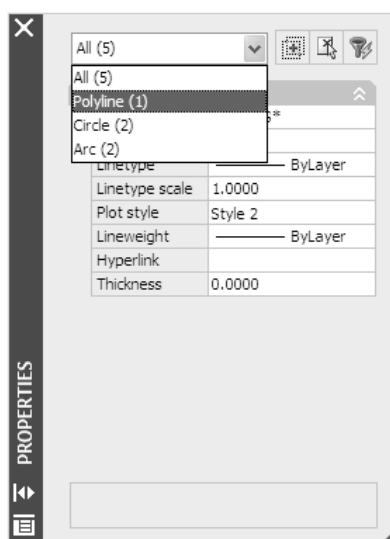 All (5)
All (5)
Polyline (1)
Circle (2)
Arc (2)
Linetype ByLayer
Linetype scale 1.0000
Plot style Style 2
Lineweight ByLayer
Hyperlink
Thickness 0.0000
PROPERTIES